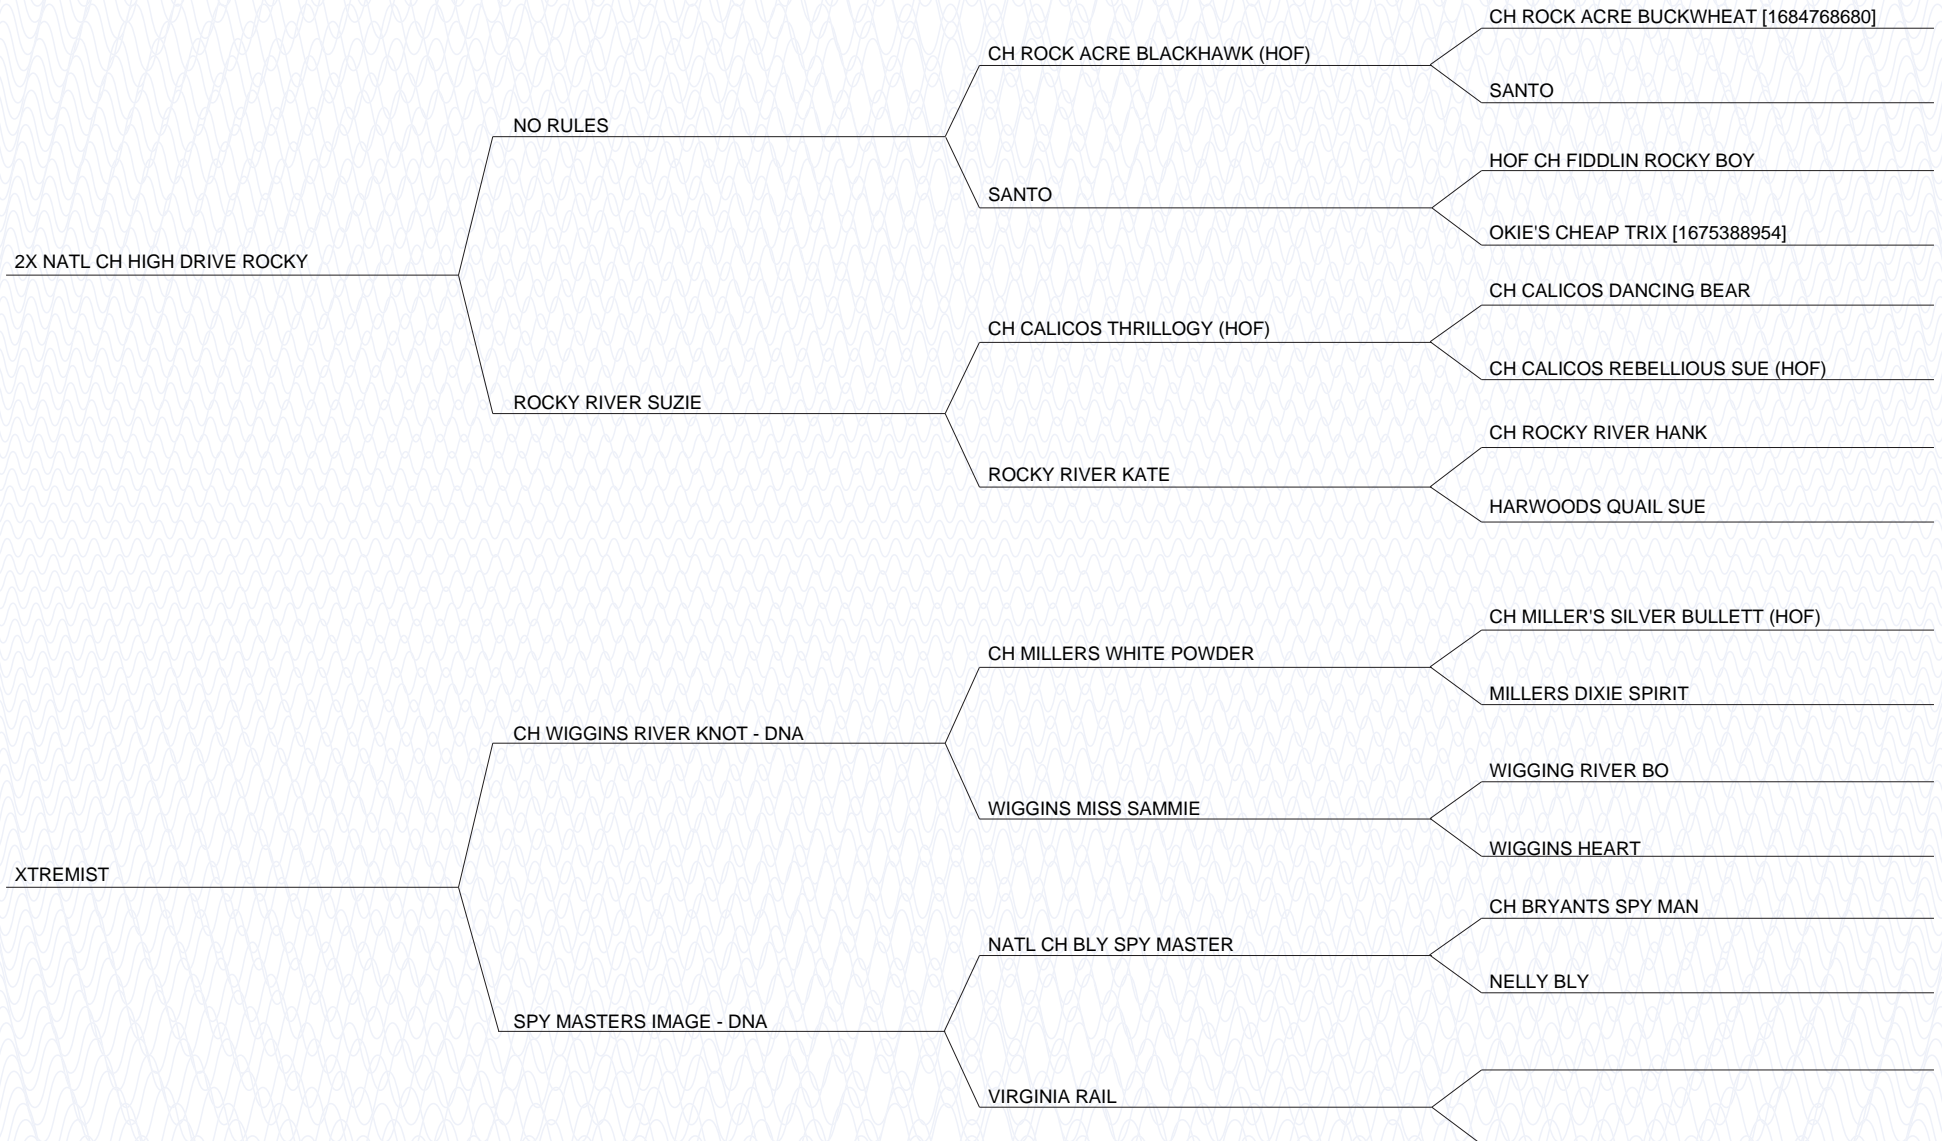 CH ROCK ACRE BUCKWHEAT [1684768680]
CH ROCK ACRE BLACKHAWK (HOF)
SANTO
NO RULES
HOF CH FIDDLIN ROCKY BOY
SANTO
OKIE'S CHEAP TRIX [1675388954]
2X NATL CH HIGH DRIVE ROCKY
CH CALICOS DANCING BEAR
CH CALICOS THRILLOGY (HOF)
CH CALICOS REBELLIOUS SUE (HOF)
ROCKY RIVER SUZIE
CH ROCKY RIVER HANK
ROCKY RIVER KATE
HARWOODS QUAIL SUE
CH MILLER'S SILVER BULLETT (HOF)
CH MILLERS WHITE POWDER
MILLERS DIXIE SPIRIT
CH WIGGINS RIVER KNOT - DNA
WIGGING RIVER BO
WIGGINS MISS SAMMIE
WIGGINS HEART
XTREMIST
CH BRYANTS SPY MAN
NATL CH BLY SPY MASTER
NELLY BLY
SPY MASTERS IMAGE - DNA
VIRGINIA RAIL